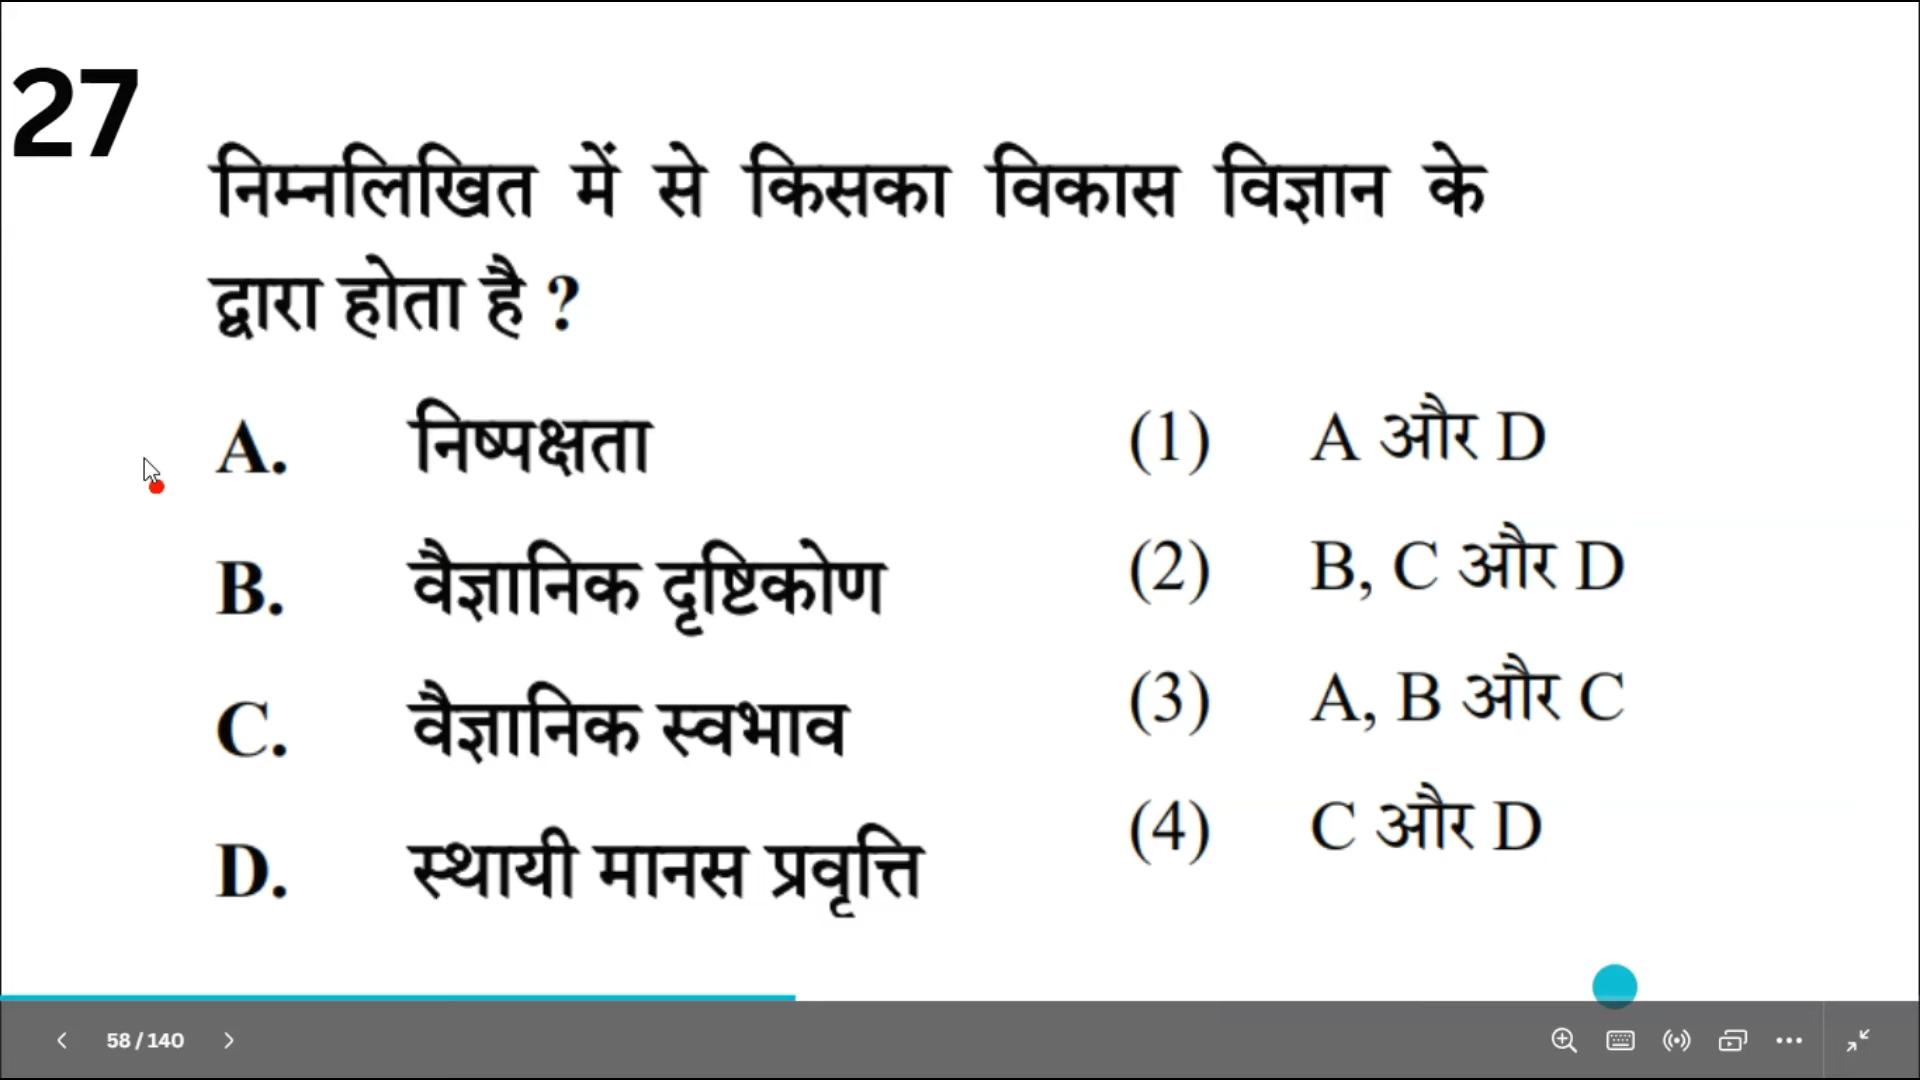 27
निम्नलिखित में से किसका विकास विज्ञान के
द्वारा होता है ?
A. निष्पक्षता
B. वैज्ञानिक दृष्टिकोण
C. वैज्ञानिक स्वभाव
D. स्थायी मानस प्रवृत्ति
(1) A और D
(2) B, C और D
(3) A, B और C
(4) C और D
58 / 140